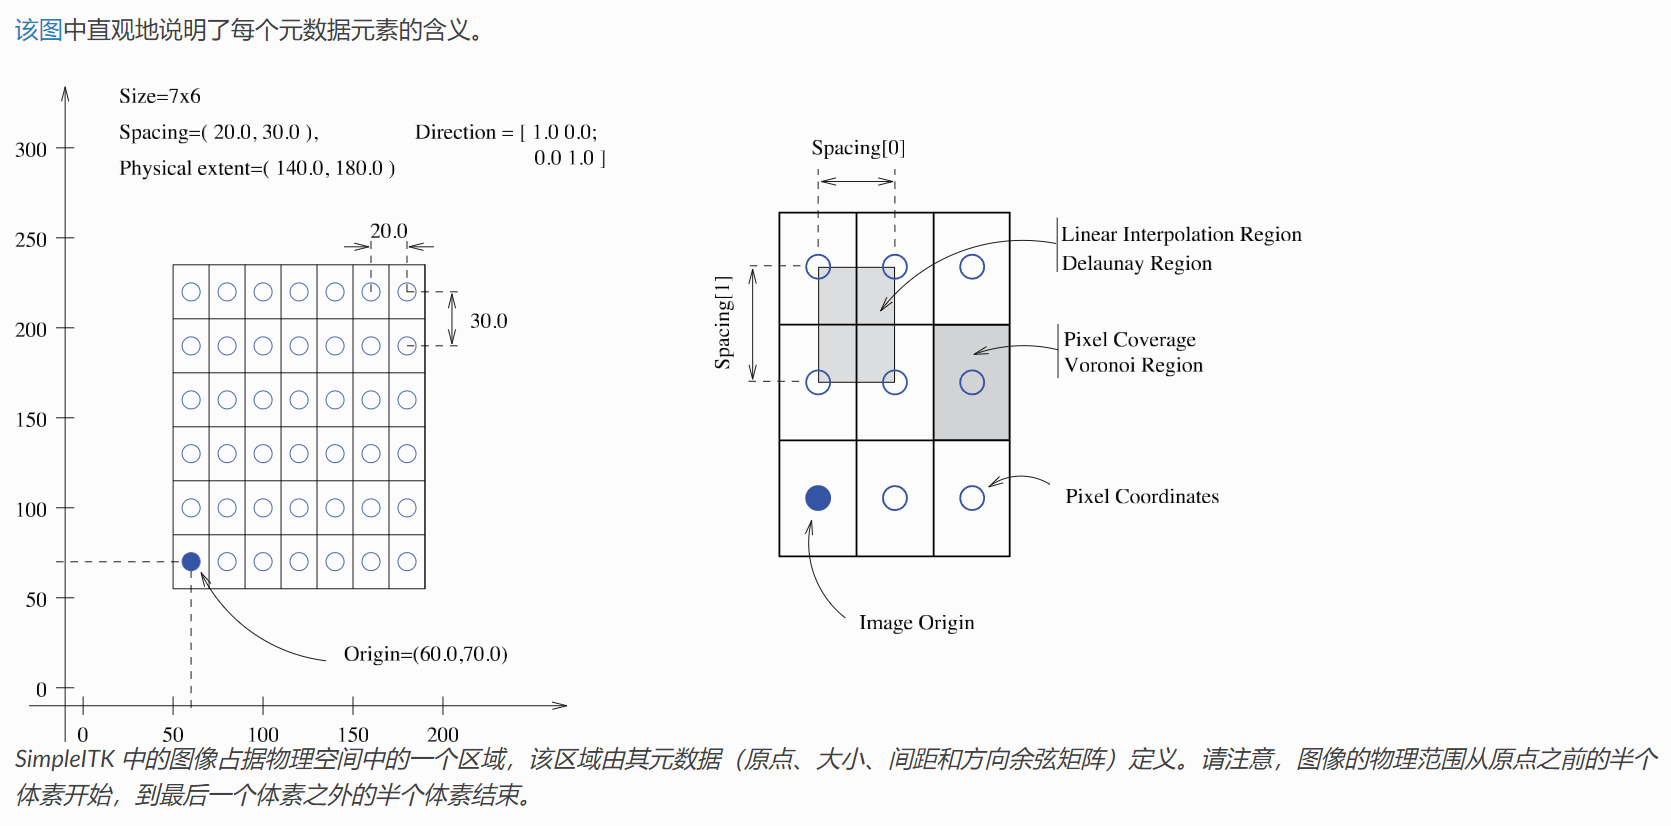 该图中直观地说明了每个元数据元素的含义。
Size=7x6
Spacing=( 20.0, 30.0 ),
Physical extent=( 140.0, 180.0 )
Direction = [ 1.0 0.0;
0.0 1.0 ]
300
250
200
150
100
50
0
0 50 100 150 200
20.0
30.0
Origin=(60.0,70.0)
Spacing[0]
Spacing[1]
Linear Interpolation Region
Delaunay Region
Pixel Coverage
Voronoi Region
Pixel Coordinates
Image Origin
SimpleITK 中的图像占据物理空间中的一个区域，该区域由其元数据（原点、大小、间距和方向余弦矩阵）定义。请注意，图像的物理范围从原点之前的半个
体素开始，到最后一个体素之外的半个体素结束。